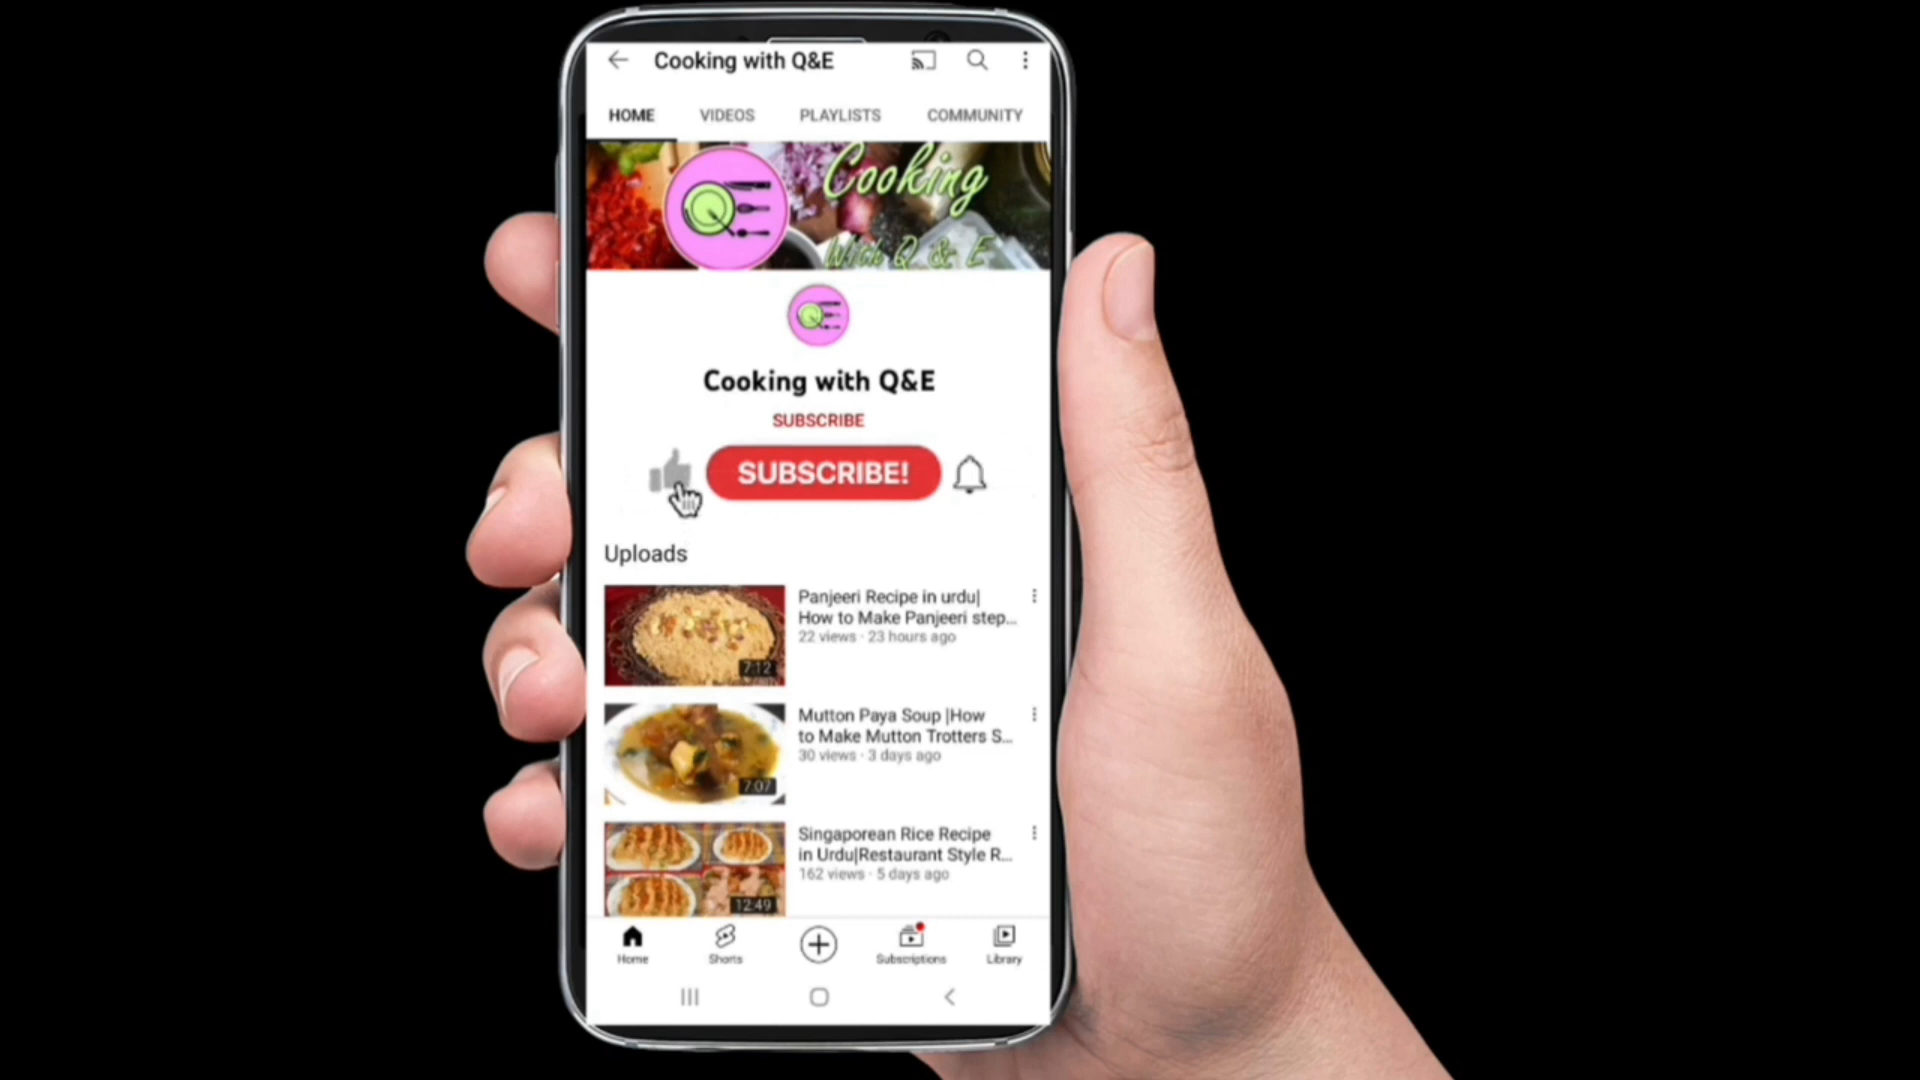 Cooking with Q&E
HOME VIDEOS PLAYLISTS COMMUNITY
Cooking
With Q & E
Cooking with Q&E
SUBSCRIBE
SUBSCRIBE!
Uploads
Panjeeri Recipe in urdu|
How to Make Panjeeri step...
22 views · 23 hours ago
7:12
Mutton Paya Soup |How
to Make Mutton Trotters S...
30 views · 3 days ago
7:07
Singaporean Rice Recipe
in Urdu|Restaurant Style R...
162 views · 5 days ago
12:49
Home Shorts Subscriptions Library